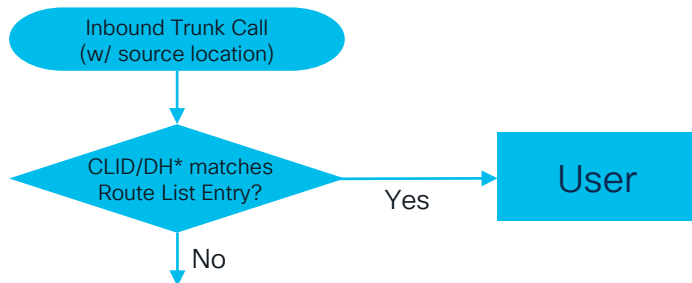 Inbound Trunk Call
(w/ source location)
CLID/DH* matches
Route List Entry?
Yes
User
No